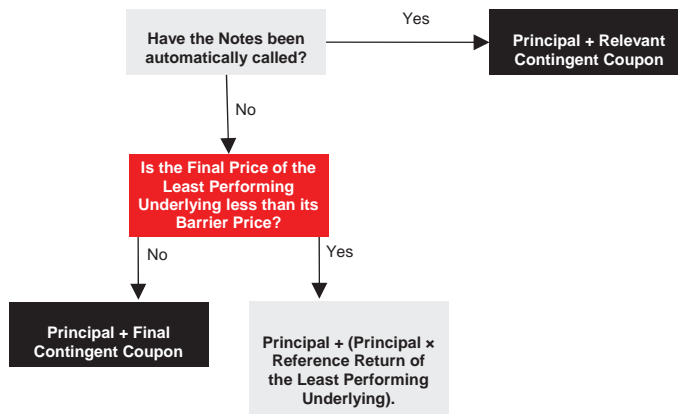 Have the Notes been
automatically called?
Yes
Principal + Relevant
Contingent Coupon
No
Is the Final Price of the
Least Performing
Underlying less than its
Barrier Price?
No
Yes
Principal + Final
Contingent Coupon
Principal + (Principal ×
Reference Return of
the Least Performing
Underlying).